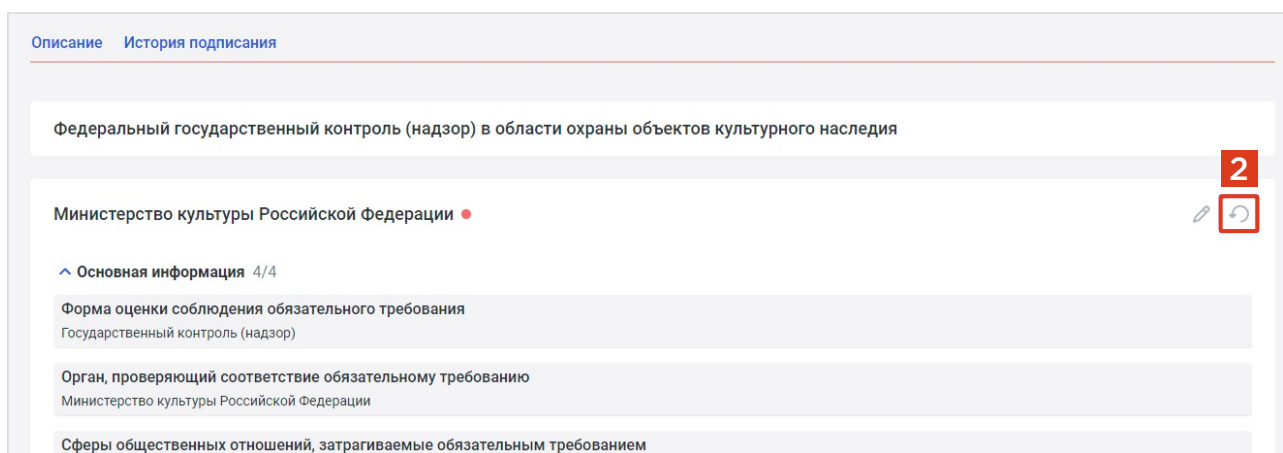 Описание История подписания
Федеральный государственный контроль (надзор) в области охраны объектов культурного наследия
2
Министерство культуры Российской Федерации
Основная информация 4/4
Форма оценки соблюдения обязательного требования
Государственный контроль (надзор)
Орган, проверяющий соответствие обязательному требованию
Министерство культуры Российской Федерации
Сферы общественных отношений, затрагиваемые обязательным требованием